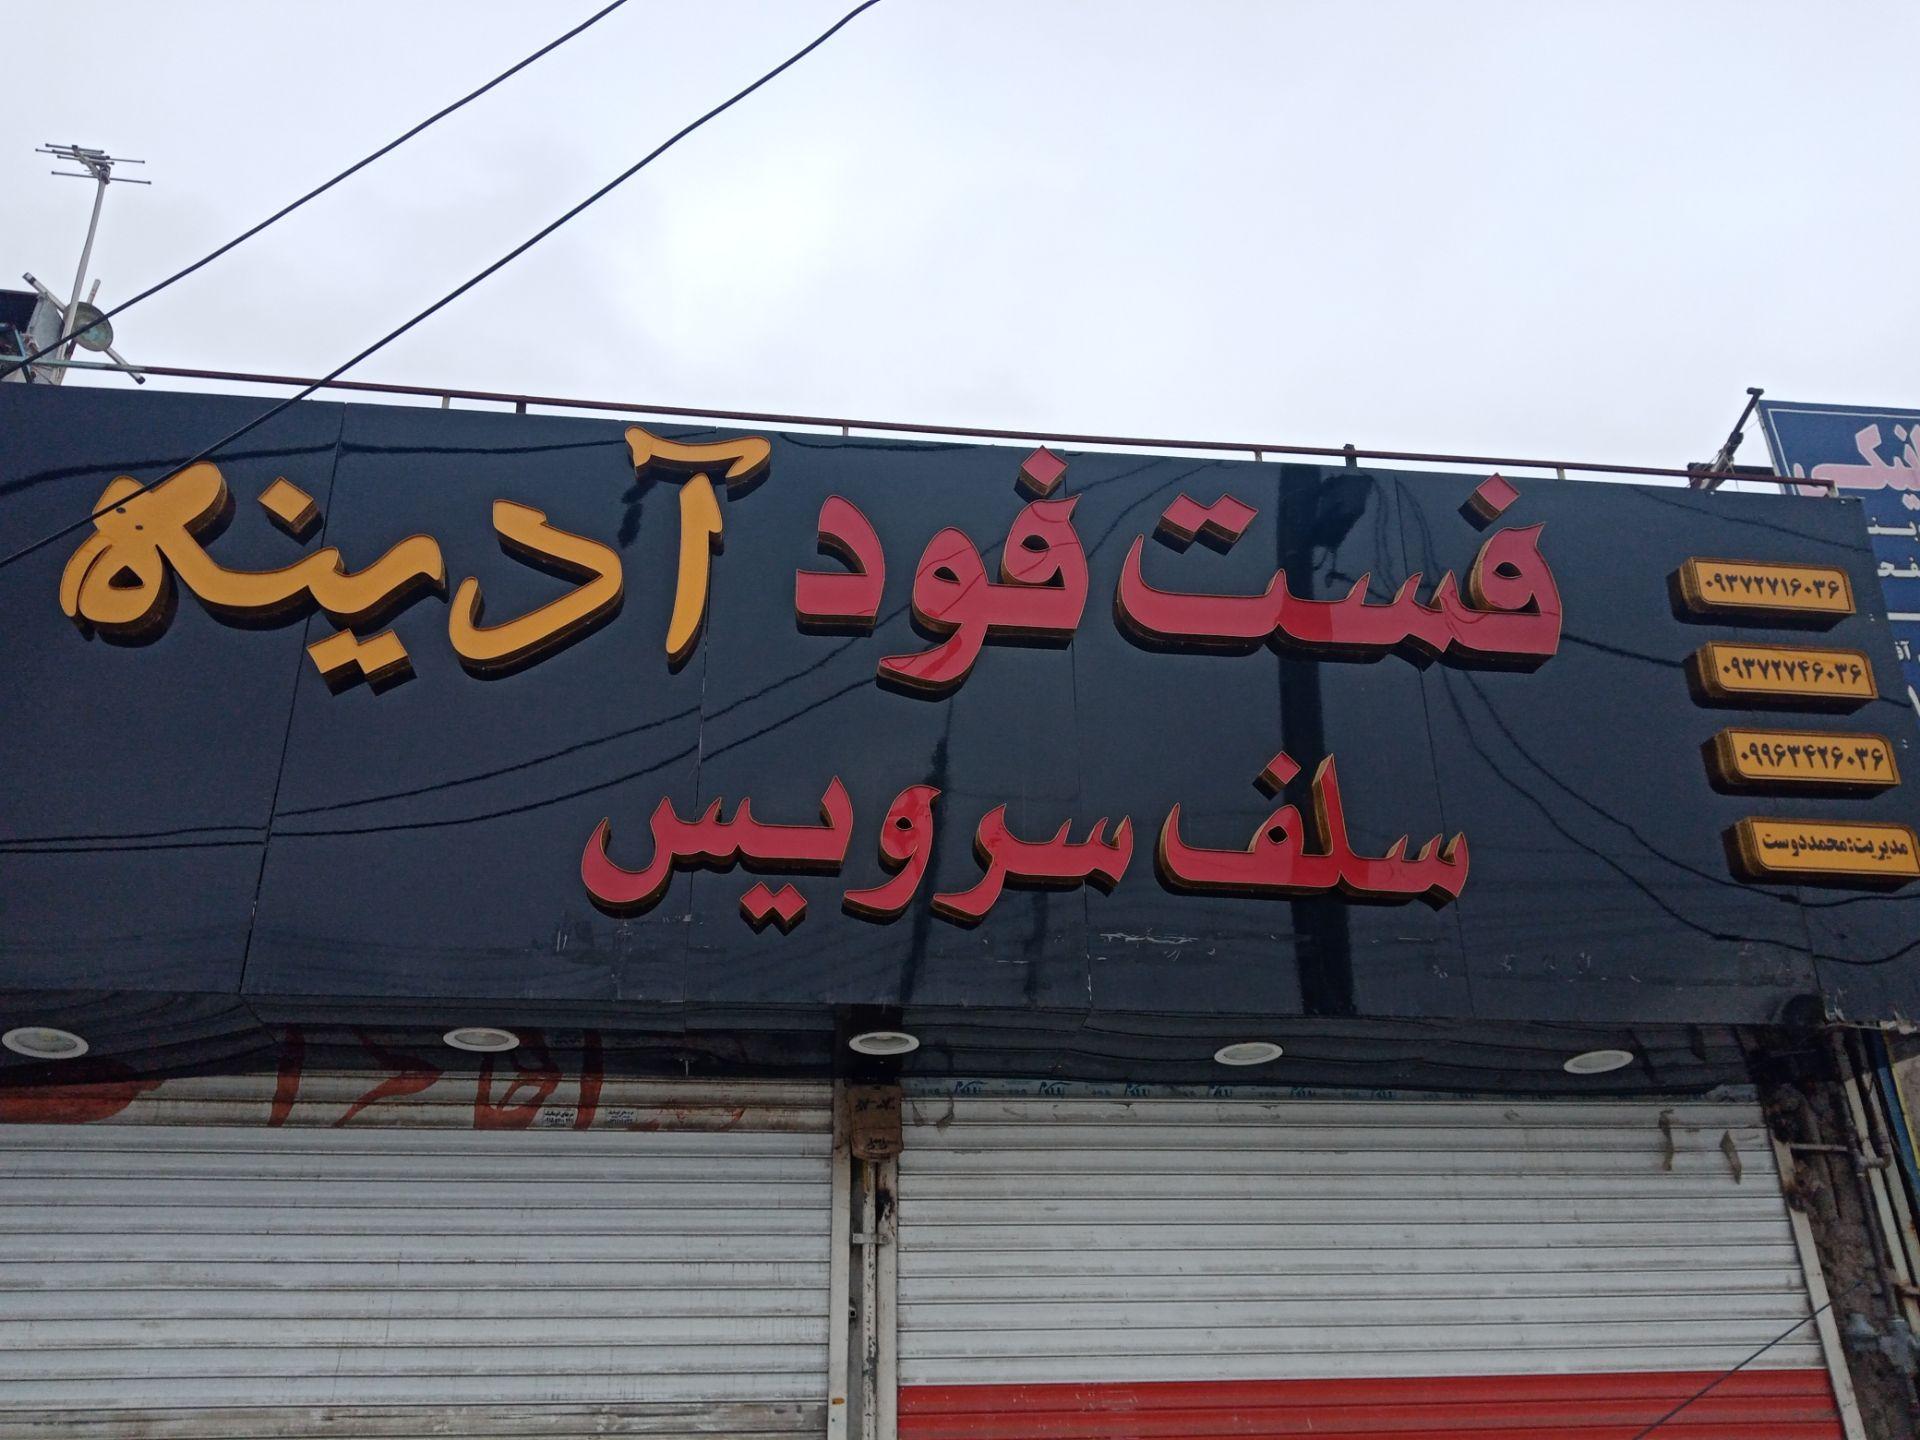 فست فود آدینه
سلف سرویس
۰۹۳۷۲۷۱۶۰۳۶
۰۹۳۷۲۷۴۶۰۳۶
۰۹۹۶۳۴۲۶۰۳۶
مدیریت:محمددوست